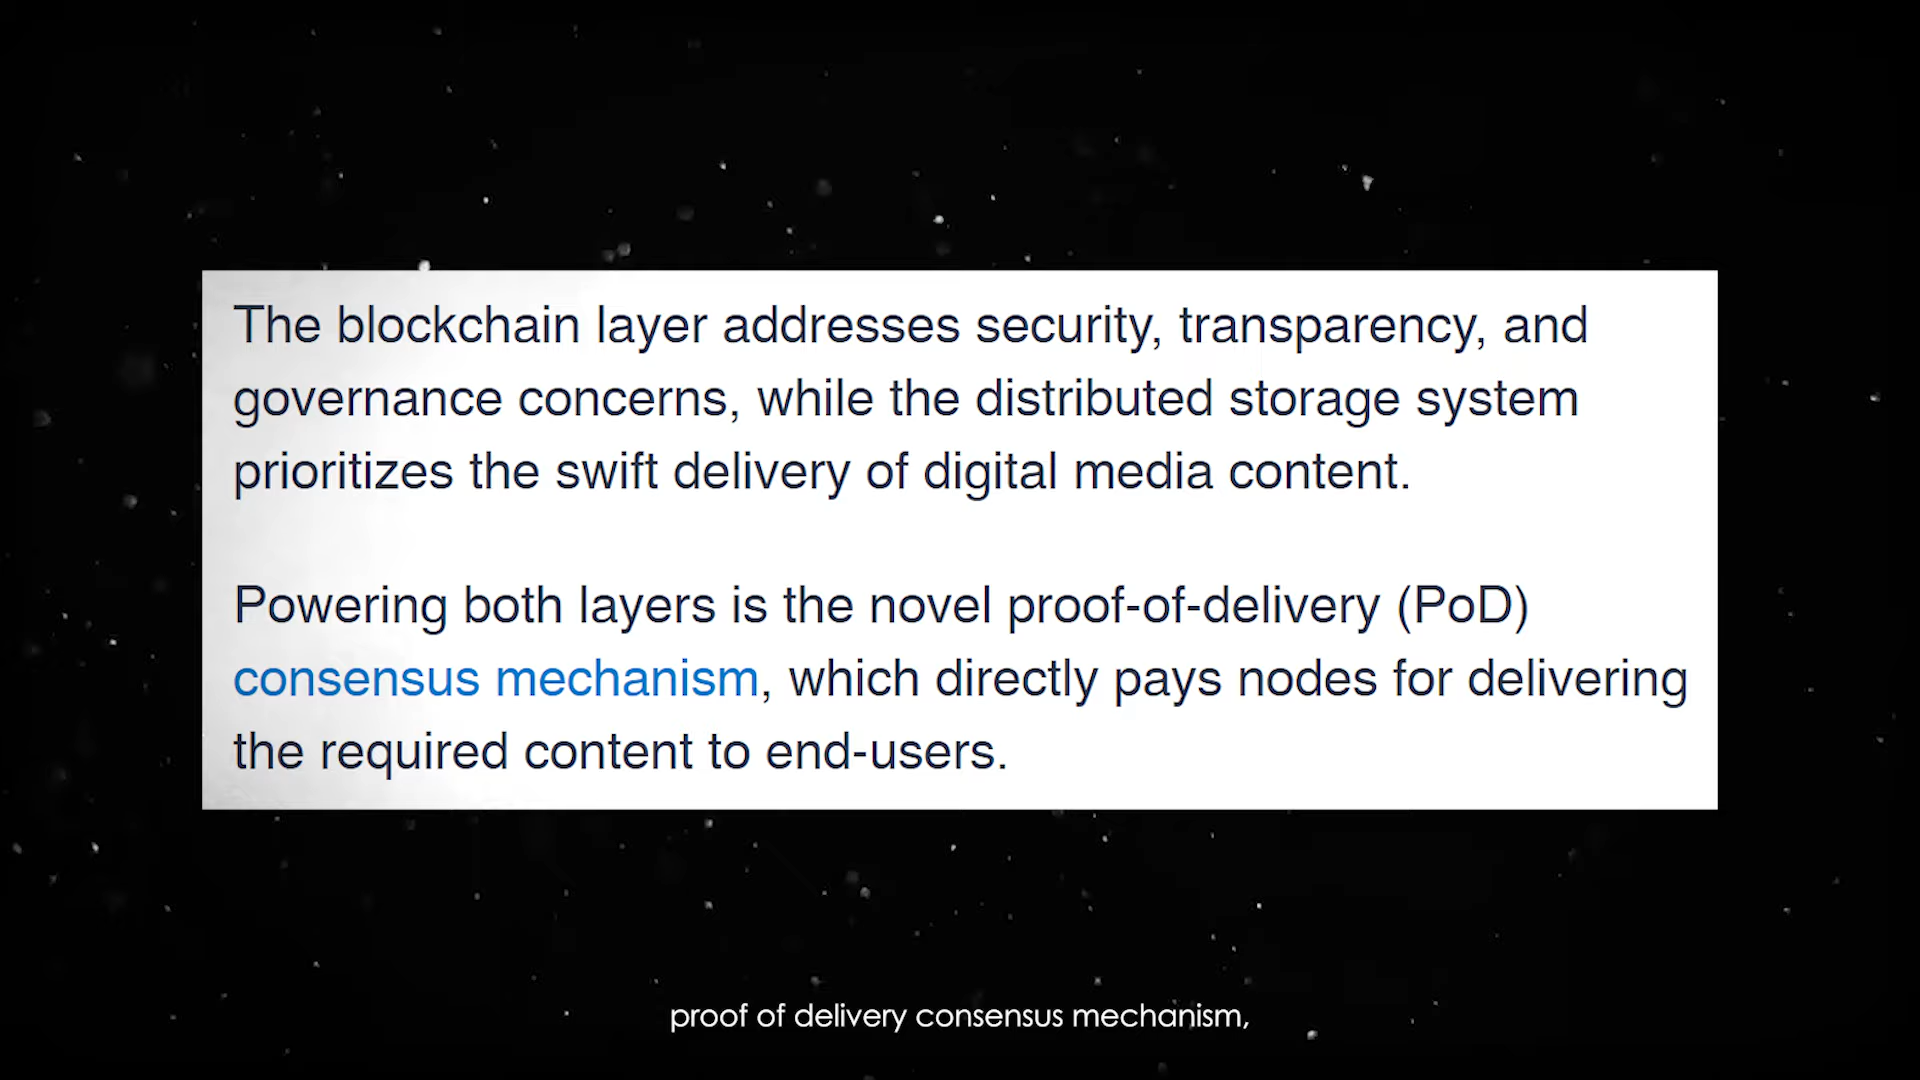 The blockchain layer addresses security, transparency, and
governance concerns, while the distributed storage system
prioritizes the swift delivery of digital media content.
Powering both layers is the novel proof-of-delivery (PoD)
consensus mechanism, which directly pays nodes for delivering
the required content to end-users.
proof of delivery consensus mechanism,